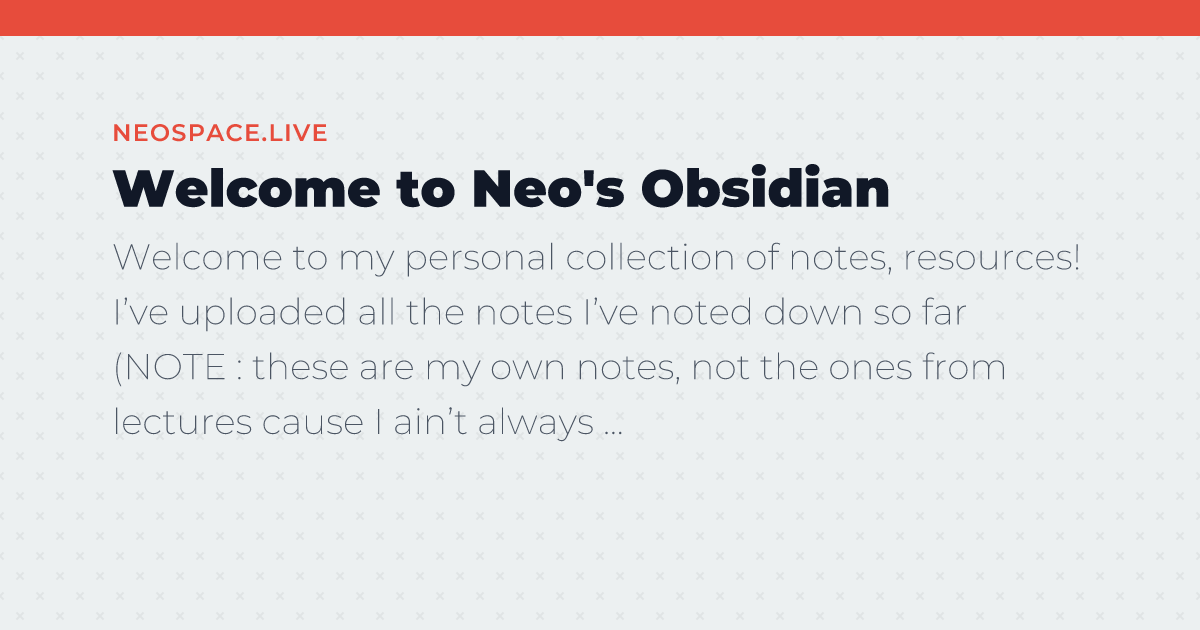 NEOSPACE.LIVE
Welcome to Neo's Obsidian
Welcome to my personal collection of notes, resources!
I’ve uploaded all the notes I’ve noted down so far
(NOTE : these are my own notes, not the ones from
lectures cause I ain’t always ...